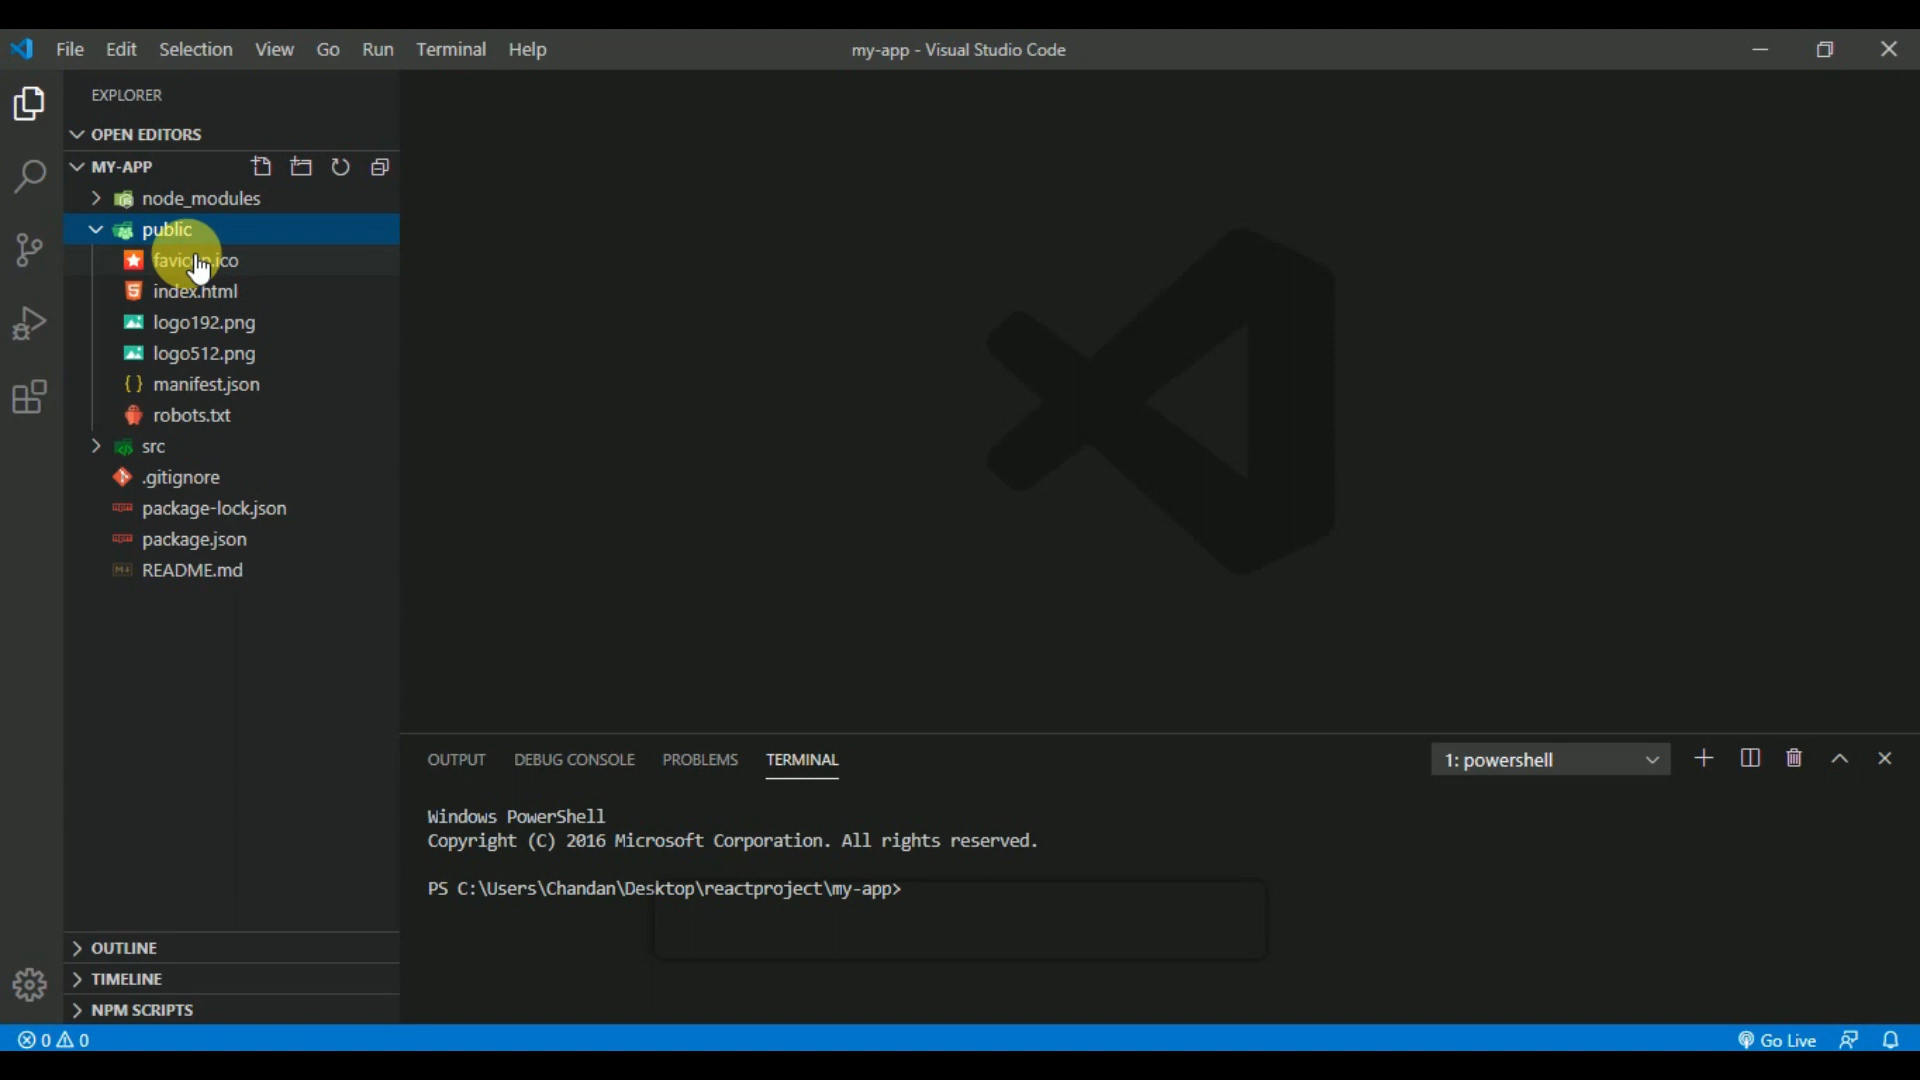 File Edit Selection View Go Run Terminal Help
my-app - Visual Studio Code
EXPLORER
OPEN EDITORS
MY-APP
node_modules
public
favicon.ico
index.html
logo192.png
logo512.png
manifest.json
robots.txt
src
.gitignore
package-lock.json
package.json
README.md
OUTLINE
TIMELINE
NPM SCRIPTS
OUTPUT DEBUG CONSOLE PROBLEMS TERMINAL
1: powershell
Windows PowerShell
Copyright (C) 2016 Microsoft Corporation. All rights reserved.
PS C:\Users\Chandan\Desktop\reactproject\my-app>
0 0
Go Live